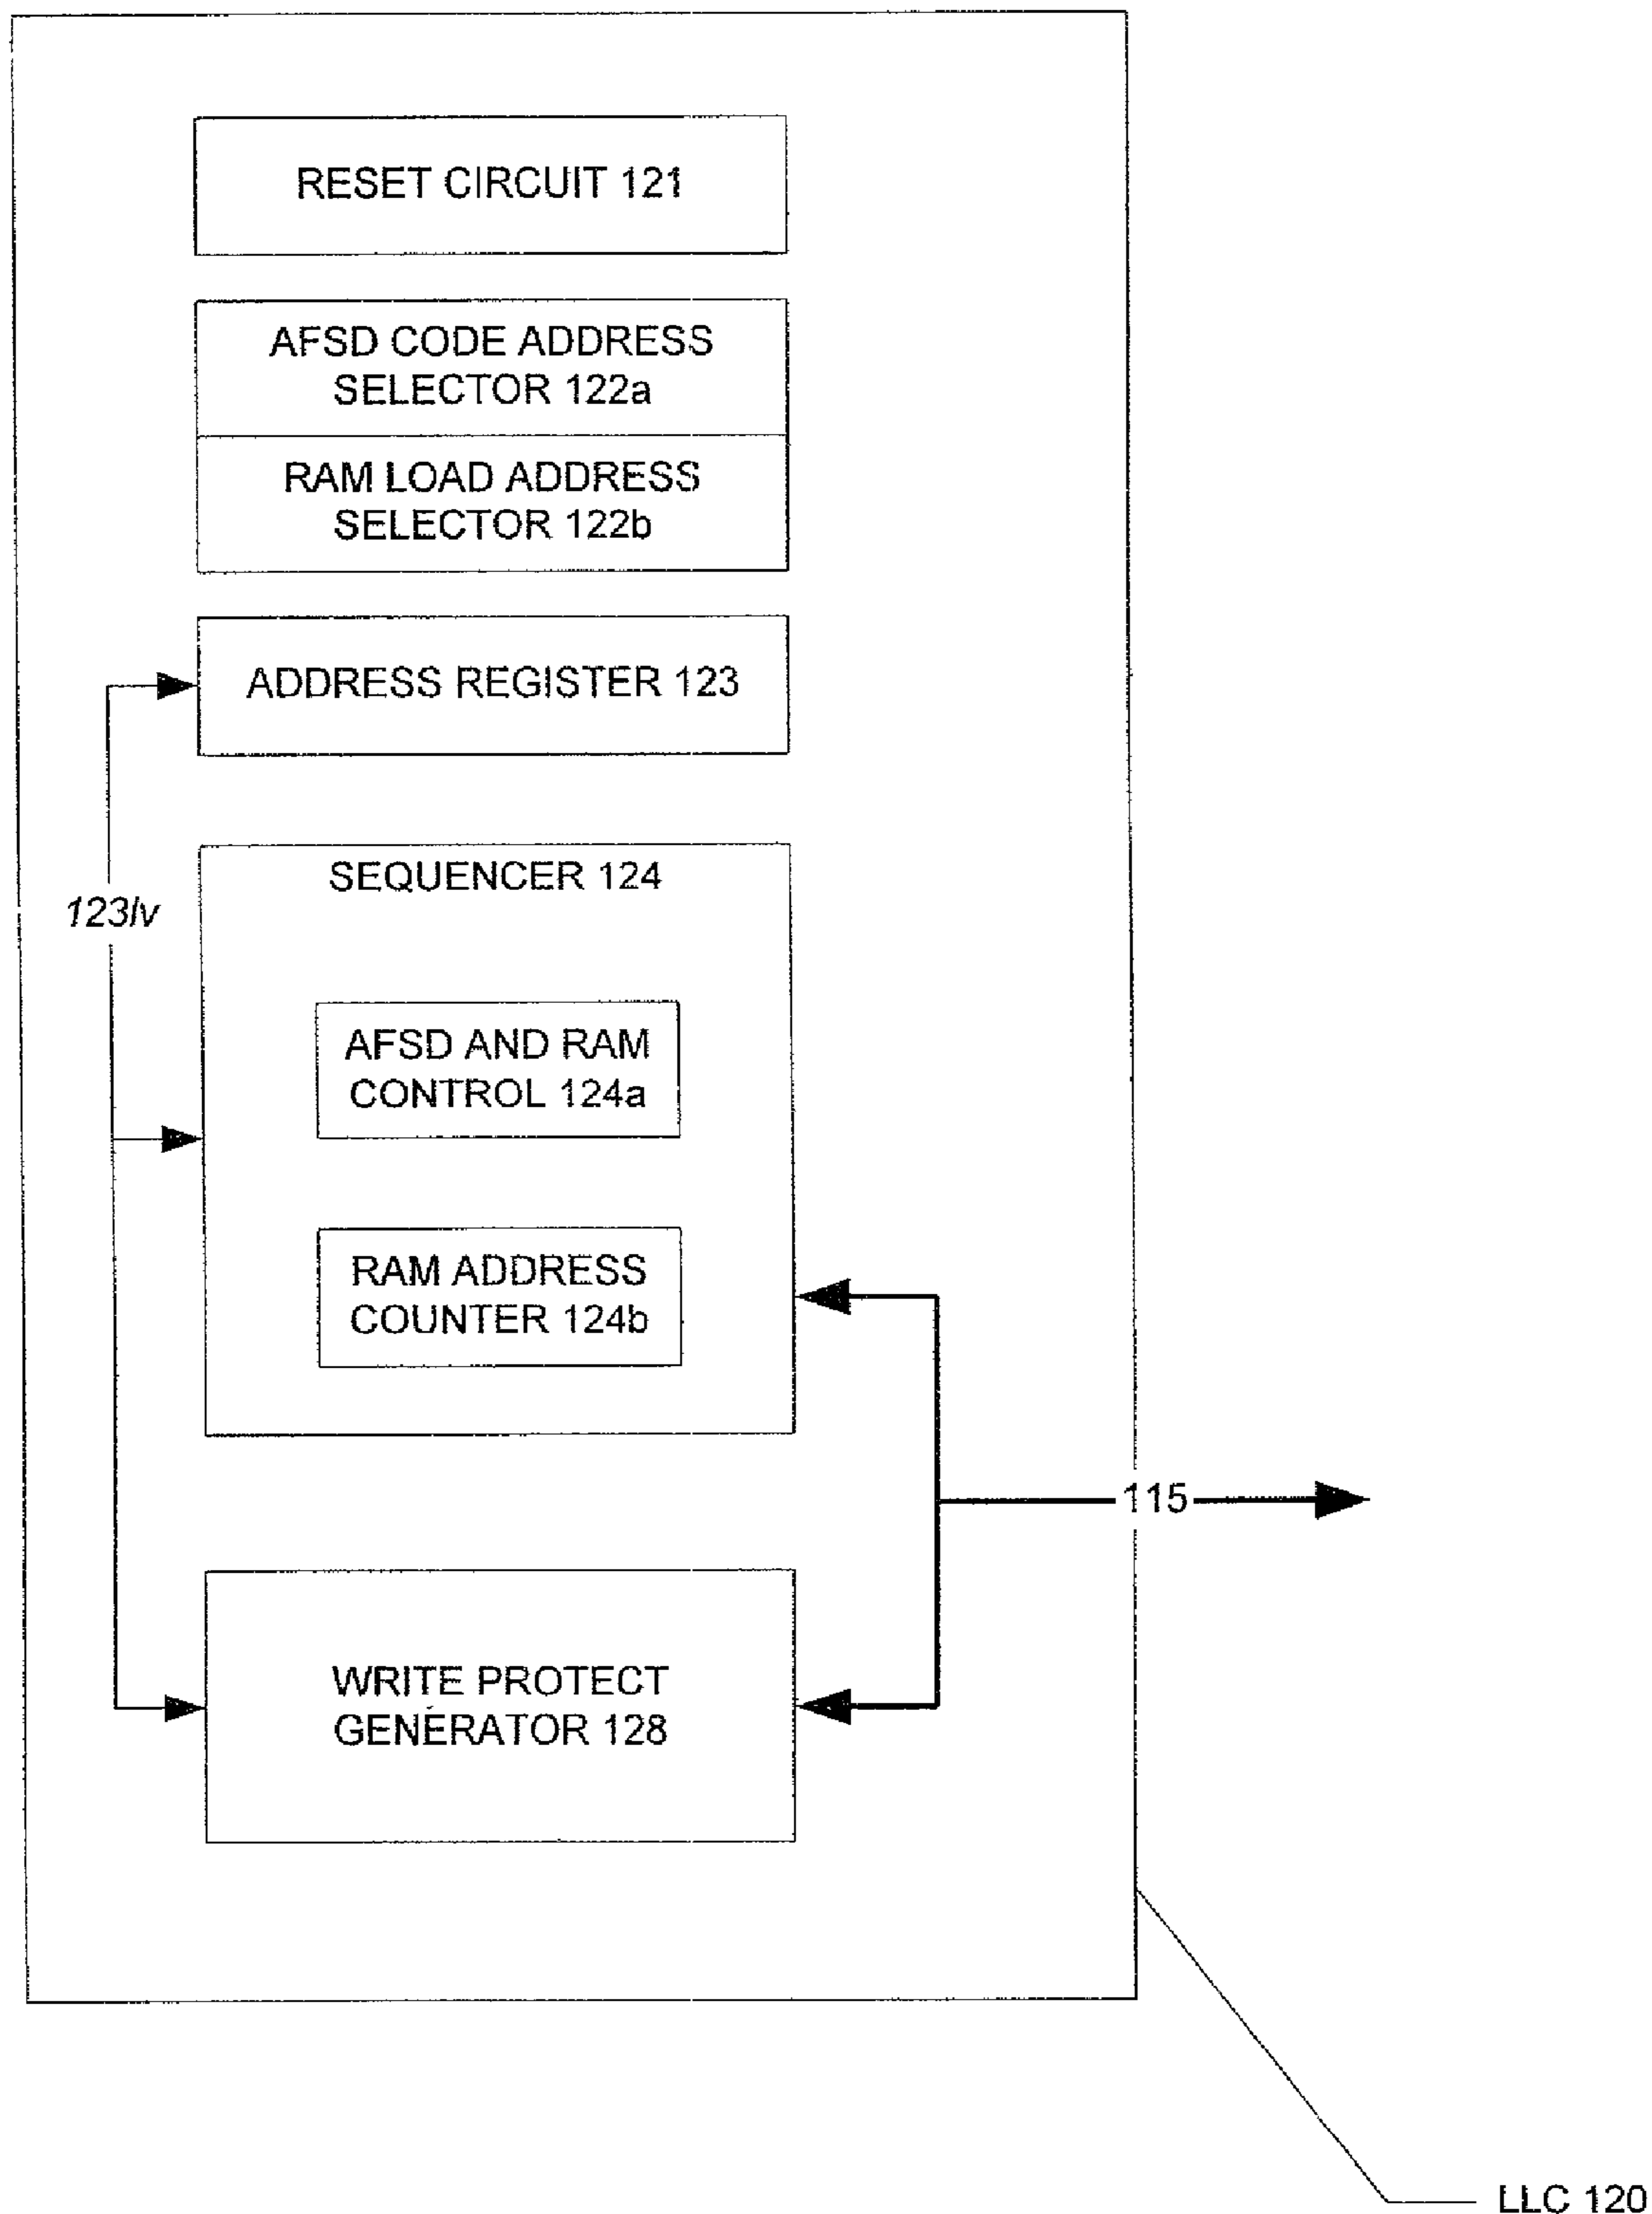 RESET CIRCUIT 121
AFSD CODE ADDRESS
SELECTOR 122a
RAM LOAD ADDRESS
SELECTOR 122b
ADDRESS REGISTER 123
SEQUENCER 124
123lv
AFSD AND RAM
CONTROL 124a
RAM ADDRESS
COUNTER 124b
115
WRITE PROTECT
GENERATOR 128
LLC 120